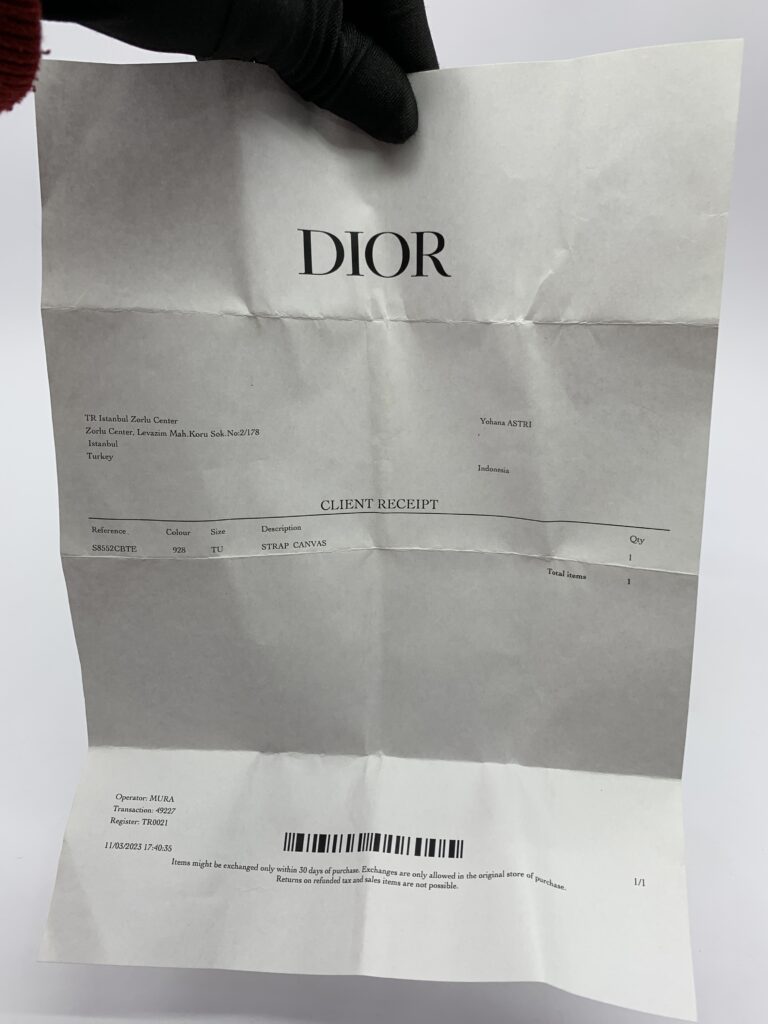 DIOR
TR Istanbul Zorlu Center
Zorlu Center, Levazim Mah.Koru Sok.No:2/178
Istanbul
Turkey
Yohana ASTRI
Indonesia
CLIENT RECEIPT
Reference Colour Size Description Qty
S8552CBTE 928 TU STRAP CANVAS 1
Total items 1
Operator: MURA
Transaction: 49227
Register: TR0021
11/03/2023 17:40:35
Items might be exchanged only within 30 days of purchase. Exchanges are only allowed in the original store of purchase.
Returns on refunded tax and sales items are not possible.
1/1